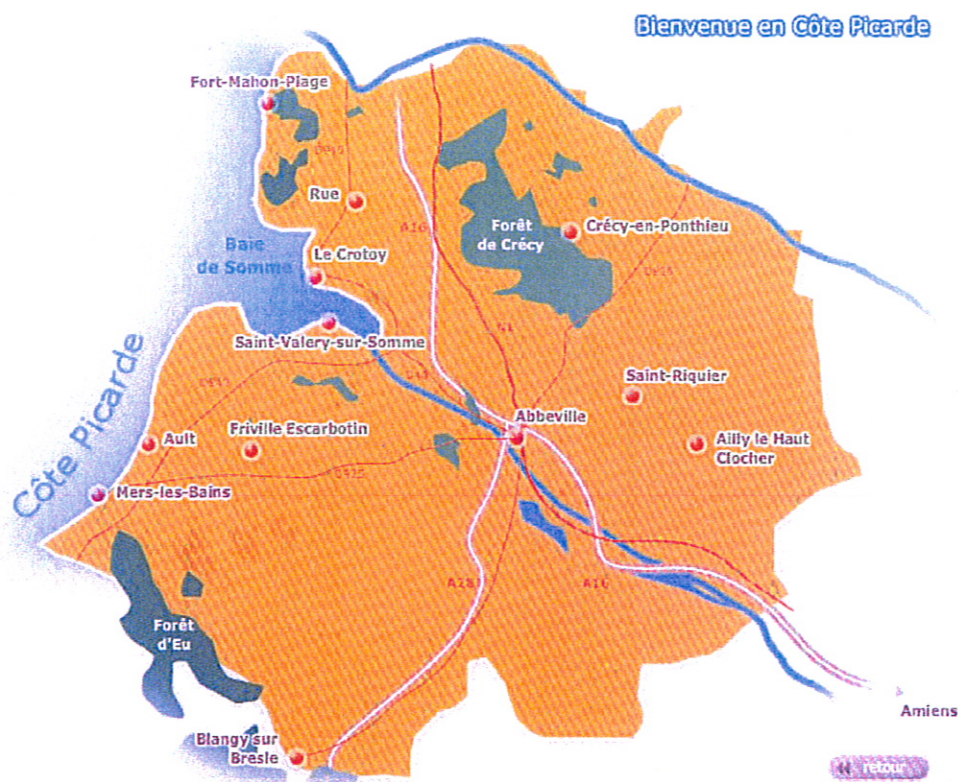 Bienvenue en Côte Picarde
Fort-Mahon-Plage
Rue
A16
Forêt
de Crécy
Crécy-en-Ponthieu
Baie
de Somme
Le Crotoy
N1
Saint-Valery-sur-Somme
Côte Picarde
Saint-Riquier
Abbeville
Ault
Friville Escarbotin
Ailly le Haut
Clocher
Mers-les-Bains
A28
A16
Forêt
d'Eu
Amiens
Blangy sur
Bresle
retour